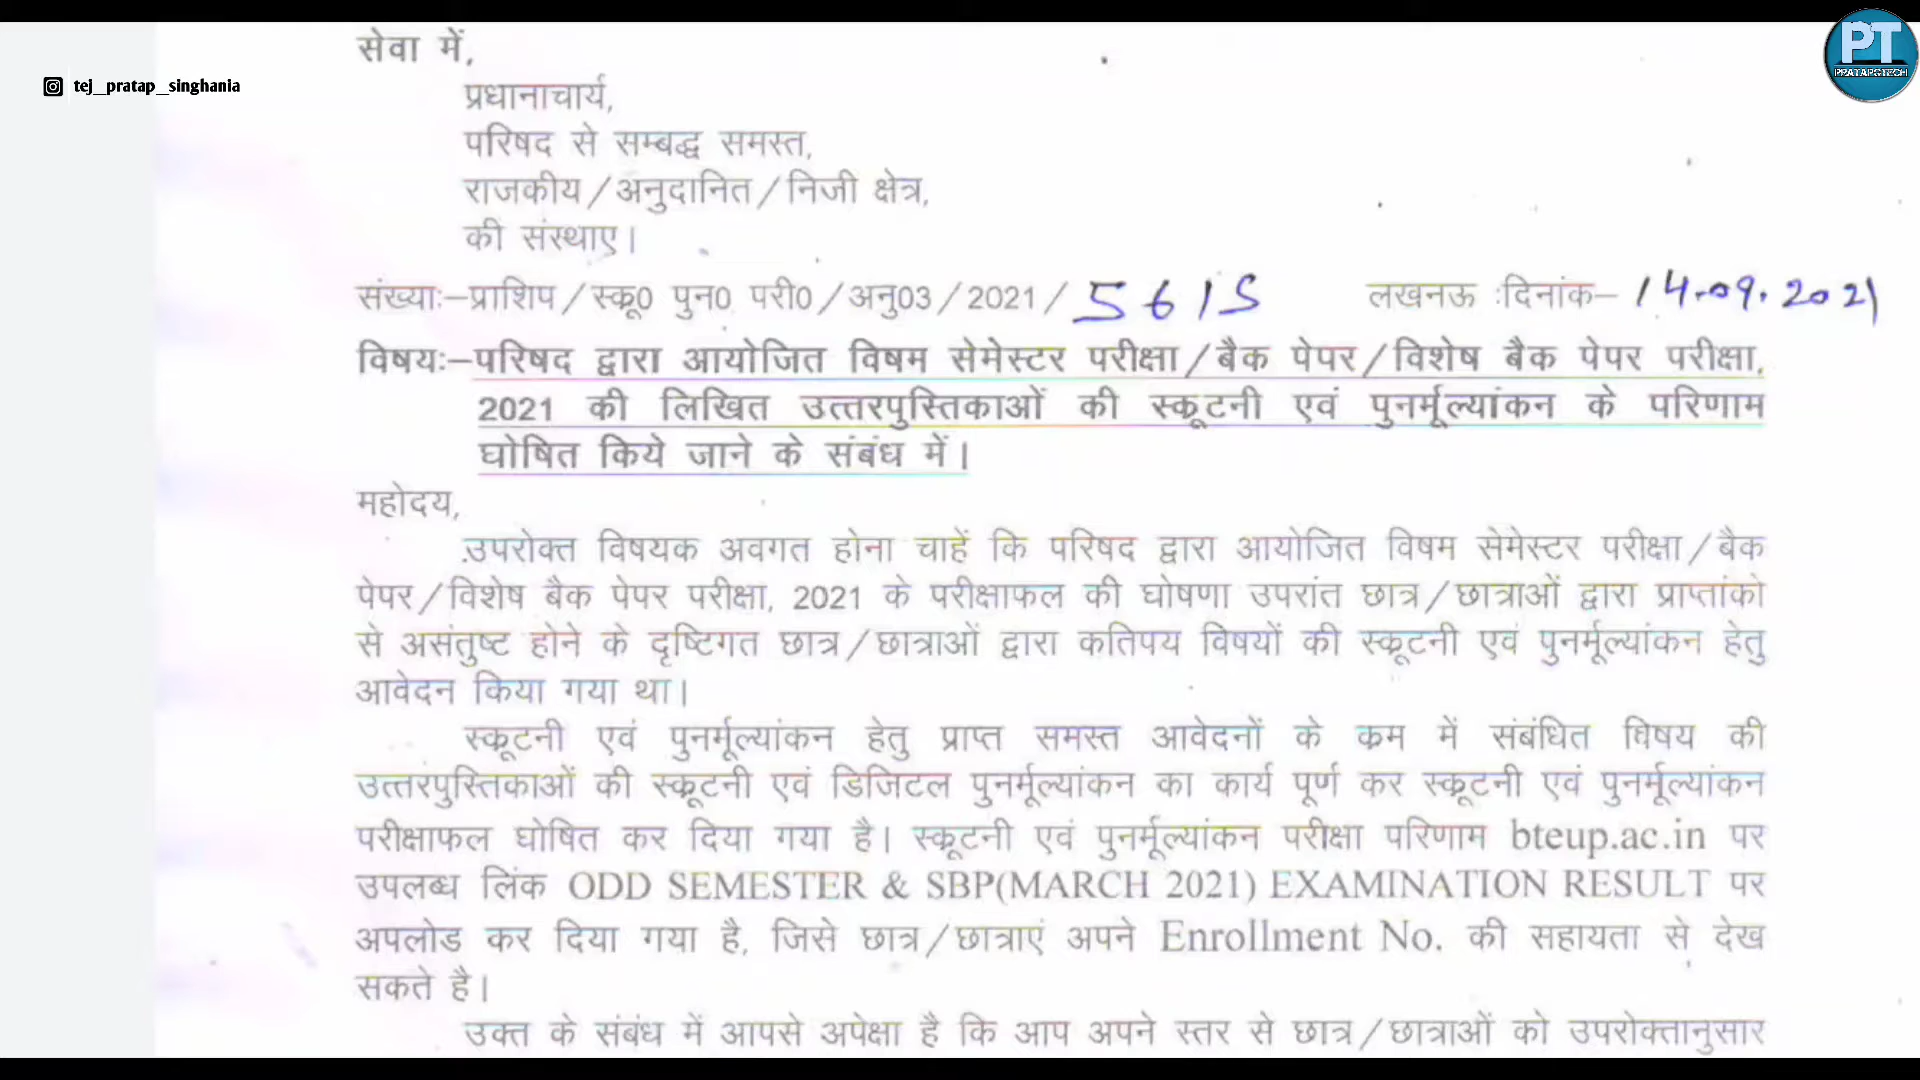 PT
PRATAPGTECH
tej_pratap_singhania
सेवा में,
प्रधानाचार्य,
परिषद से सम्बद्ध समस्त,
राजकीय/अनुदानित/निजी क्षेत्र,
की संस्थाए।
संख्याः-प्राशिप/स्क्रू0 पुन0 परी0/अनु03/2021/5615 लखनऊ :दिनांक- 14.09.2021
विषयः-परिषद द्वारा आयोजित विषम सेमेस्टर परीक्षा/बैक पेपर/विशेष बैक पेपर परीक्षा,
2021 की लिखित उत्तरपुस्तिकाओं की स्क्रूटनी एवं पुनर्मूल्यांकन के परिणाम
घोषित किये जाने के संबंध में।
महोदय,
उपरोक्त विषयक अवगत होना चाहें कि परिषद द्वारा आयोजित विषम सेमेस्टर परीक्षा/बैक
पेपर/विशेष बैक पेपर परीक्षा, 2021 के परीक्षाफल की घोषणा उपरांत छात्र/छात्राओं द्वारा प्राप्तांको
से असंतुष्ट होने के दृष्टिगत छात्र/छात्राओं द्वारा कतिपय विषयों की स्क्रूटनी एवं पुनर्मूल्यांकन हेतु
आवेदन किया गया था।
स्क्रूटनी एवं पुनर्मूल्यांकन हेतु प्राप्त समस्त आवेदनों के क्रम में संबंधित विषय की
उत्तरपुस्तिकाओं की स्क्रूटनी एवं डिजिटल पुनर्मूल्यांकन का कार्य पूर्ण कर स्क्रूटनी एवं पुनर्मूल्यांकन
परीक्षाफल घोषित कर दिया गया है। स्क्रूटनी एवं पुनर्मूल्यांकन परीक्षा परिणाम bteup.ac.in पर
उपलब्ध लिंक ODD SEMESTER & SBP(MARCH 2021) EXAMINATION RESULT पर
अपलोड कर दिया गया है, जिसे छात्र/छात्राएं अपने Enrollment No. की सहायता से देख
सकते है।
उक्त के संबंध में आपसे अपेक्षा है कि आप अपने स्तर से छात्र/छात्राओं को उपरोक्तानुसार